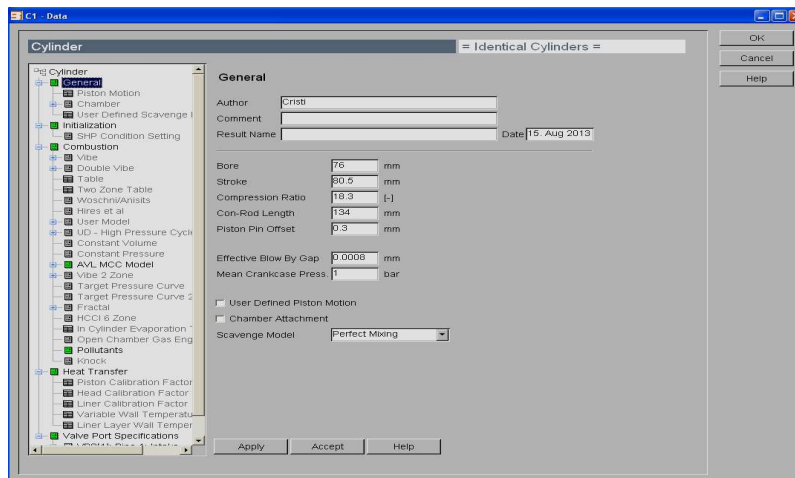 C1 - Data
Cylinder
= Identical Cylinders =
OK
Cancel
Help
Cylinder
General
Piston Motion
Chamber
User Defined Scavenge
Initialization
SHP Condition Setting
Combustion
Vibe
Double Vibe
Table
Two Zone Table
Woschni/Anisits
Hires et al
User Model
UD - High Pressure Cycle
Constant Volume
Constant Pressure
AVL MCC Model
Vibe 2 Zone
Target Pressure Curve
Target Pressure Curve 2
Fractal
HCCI 6 Zone
In Cylinder Evaporation
Open Chamber Gas Eng
Pollutants
Knock
Heat Transfer
Piston Calibration Factor
Head Calibration Factor
Liner Calibration Factor
Variable Wall Temperatu
Liner Layer Wall Temper
Valve Port Specifications
General
Author Cristi
Comment
Result Name Date 15. Aug 2013
Bore 76 mm
Stroke 80.5 mm
Compression Ratio 18.3 [-]
Con-Rod Length 134 mm
Piston Pin Offset 0.3 mm
Effective Blow By Gap 0.0008 mm
Mean Crankcase Press. 1 bar
User Defined Piston Motion
Chamber Attachment
Scavenge Model Perfect Mixing
Apply Accept Help